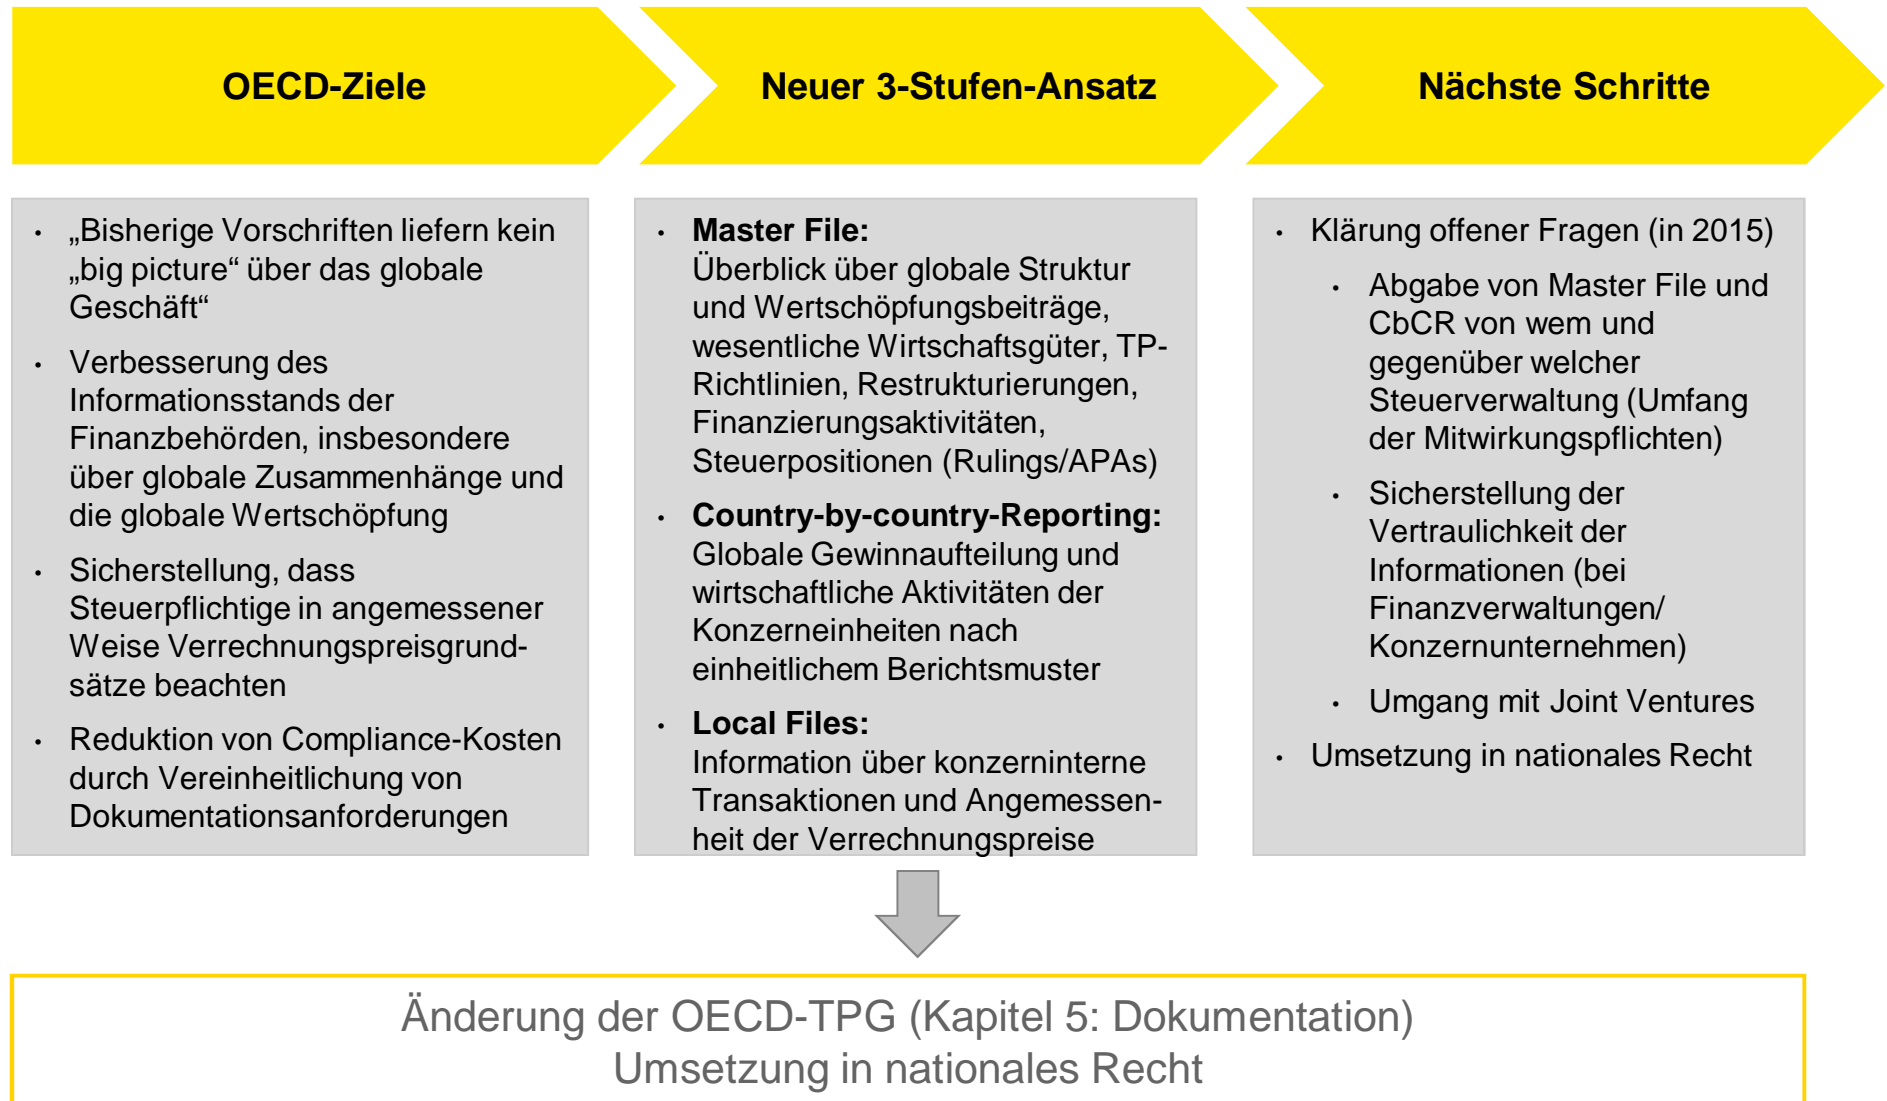 OECD-Ziele
Neuer 3-Stufen-Ansatz
Nächste Schritte
• „Bisherige Vorschriften liefern kein
„big picture“ über das globale
Geschäft“
• Verbesserung des
Informationsstands der
Finanzbehörden, insbesondere
über globale Zusammenhänge und
die globale Wertschöpfung
• Sicherstellung, dass
Steuerpflichtige in angemessener
Weise Verrechnungspreisgrund-
sätze beachten
• Reduktion von Compliance-Kosten
durch Vereinheitlichung von
Dokumentationsanforderungen
• Master File:
Überblick über globale Struktur
und Wertschöpfungsbeiträge,
wesentliche Wirtschaftsgüter, TP-
Richtlinien, Restrukturierungen,
Finanzierungsaktivitäten,
Steuerpositionen (Rulings/APAs)
• Country-by-country-Reporting:
Globale Gewinnaufteilung und
wirtschaftliche Aktivitäten der
Konzerneinheiten nach
einheitlichem Berichtsmuster
• Local Files:
Information über konzerninterne
Transaktionen und Angemessen-
heit der Verrechnungspreise
• Klärung offener Fragen (in 2015)
• Abgabe von Master File und
CbCR von wem und
gegenüber welcher
Steuerverwaltung (Umfang
der Mitwirkungspflichten)
• Sicherstellung der
Vertraulichkeit der
Informationen (bei
Finanzverwaltungen/
Konzernunternehmen)
• Umgang mit Joint Ventures
• Umsetzung in nationales Recht
Änderung der OECD-TPG (Kapitel 5: Dokumentation)
Umsetzung in nationales Recht